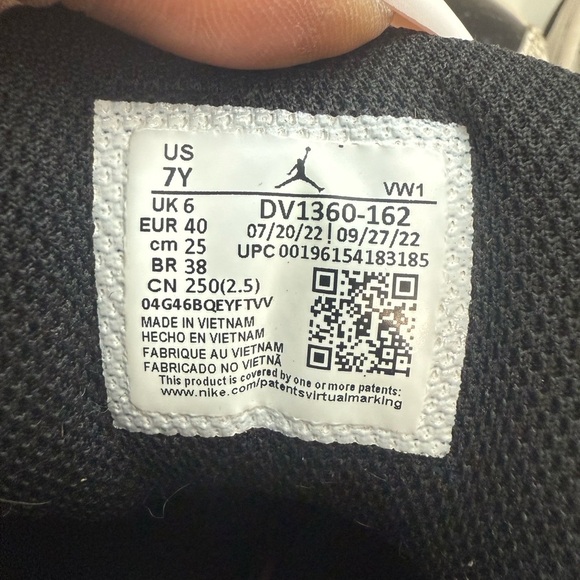 US
7Y
VW1
UK 6
EUR 40
cm 25
BR 38
CN 250(2.5)
DV1360-162
07/20/22 | 09/27/22
UPC 00196154183185
04G46BQEYFTVV
MADE IN VIETNAM
HECHO EN VIETNAM
FABRIQUE AU VIETNAM
FABRICADO NO VIETNÃ
This product is covered by one or more patents:
www.nike.com/patentsvirtualmarking